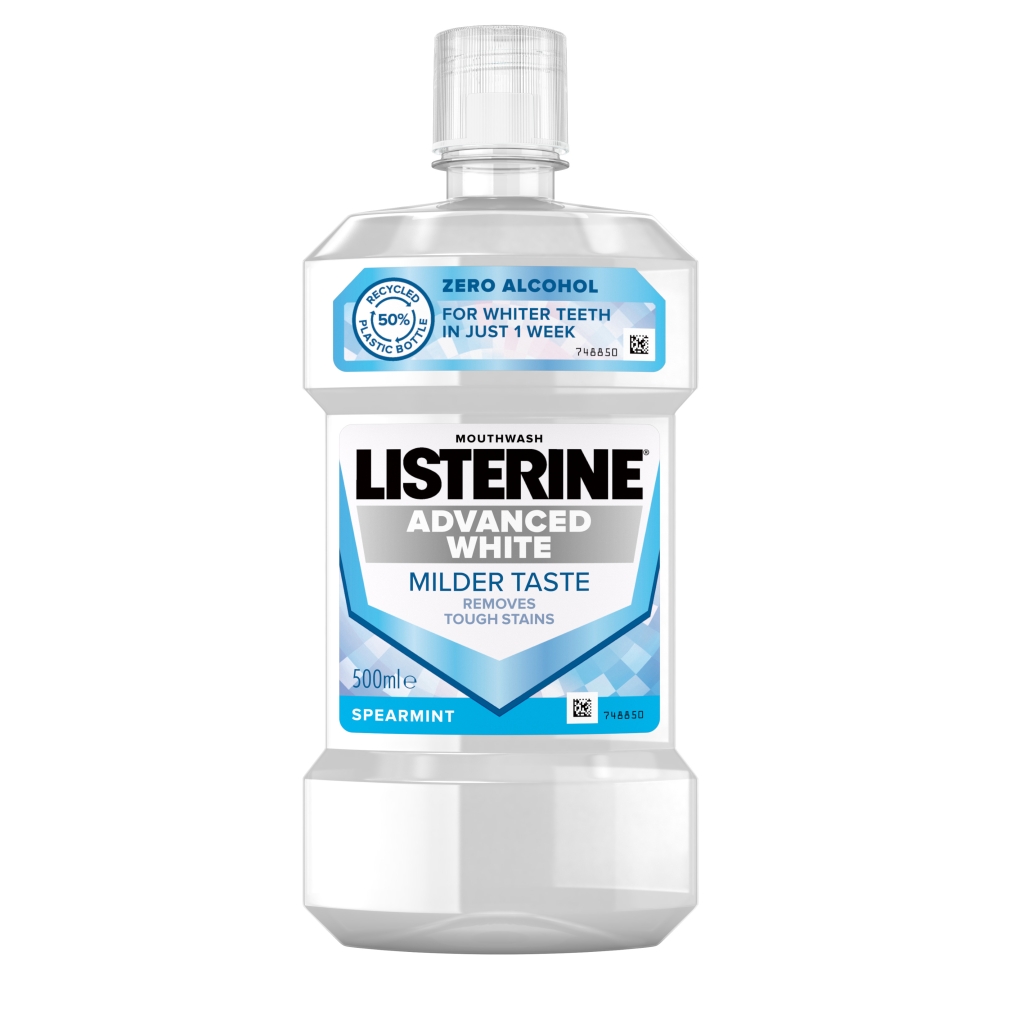 ZERO ALCOHOL
RECYCLED
50%
PLASTIC BOTTLE
FOR WHITER TEETH
IN JUST 1 WEEK
748850
MOUTHWASH
LISTERINE®
ADVANCED
WHITE
MILDER TASTE
REMOVES
TOUGH STAINS
500ml℮
SPEARMINT
748850